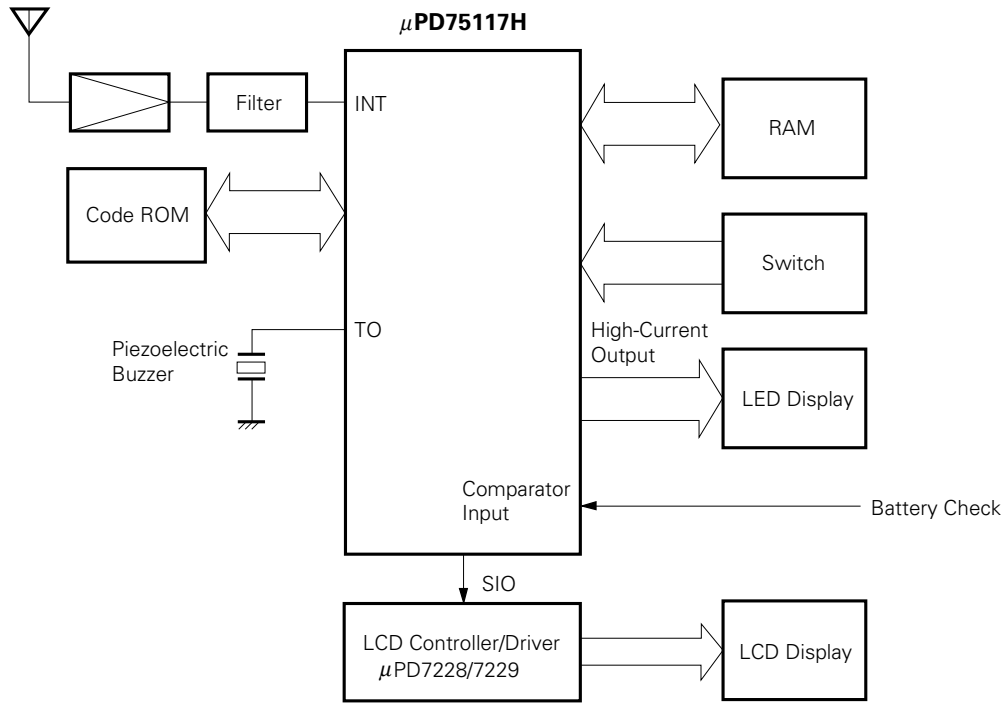 μPD75117H
Filter
INT
RAM
Code ROM
Switch
TO
High-Current
Output
Piezoelectric
Buzzer
LED Display
Comparator
Input
Battery Check
SIO
LCD Controller/Driver
μPD7228/7229
LCD Display